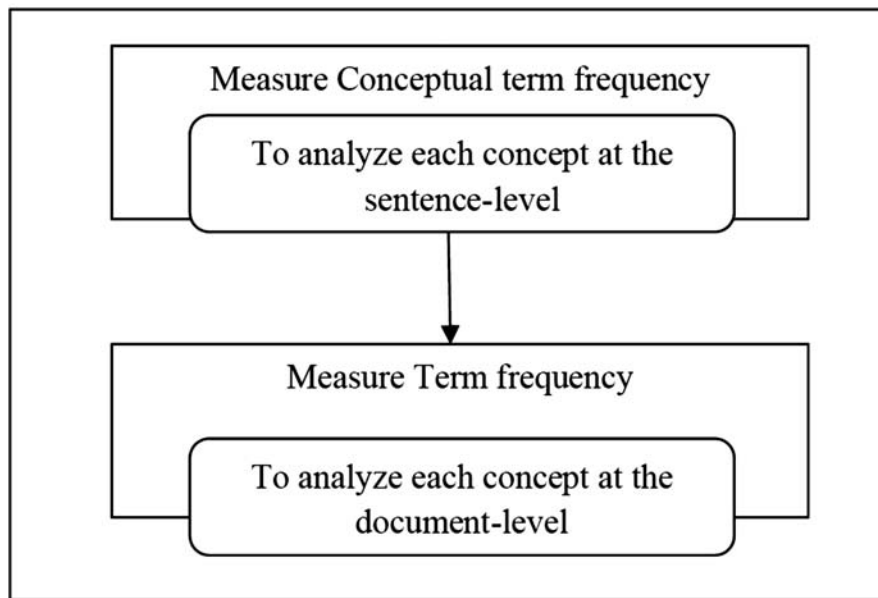 Measure Conceptual term frequency
To analyze each concept at the
sentence-level
Measure Term frequency
To analyze each concept at the
document-level